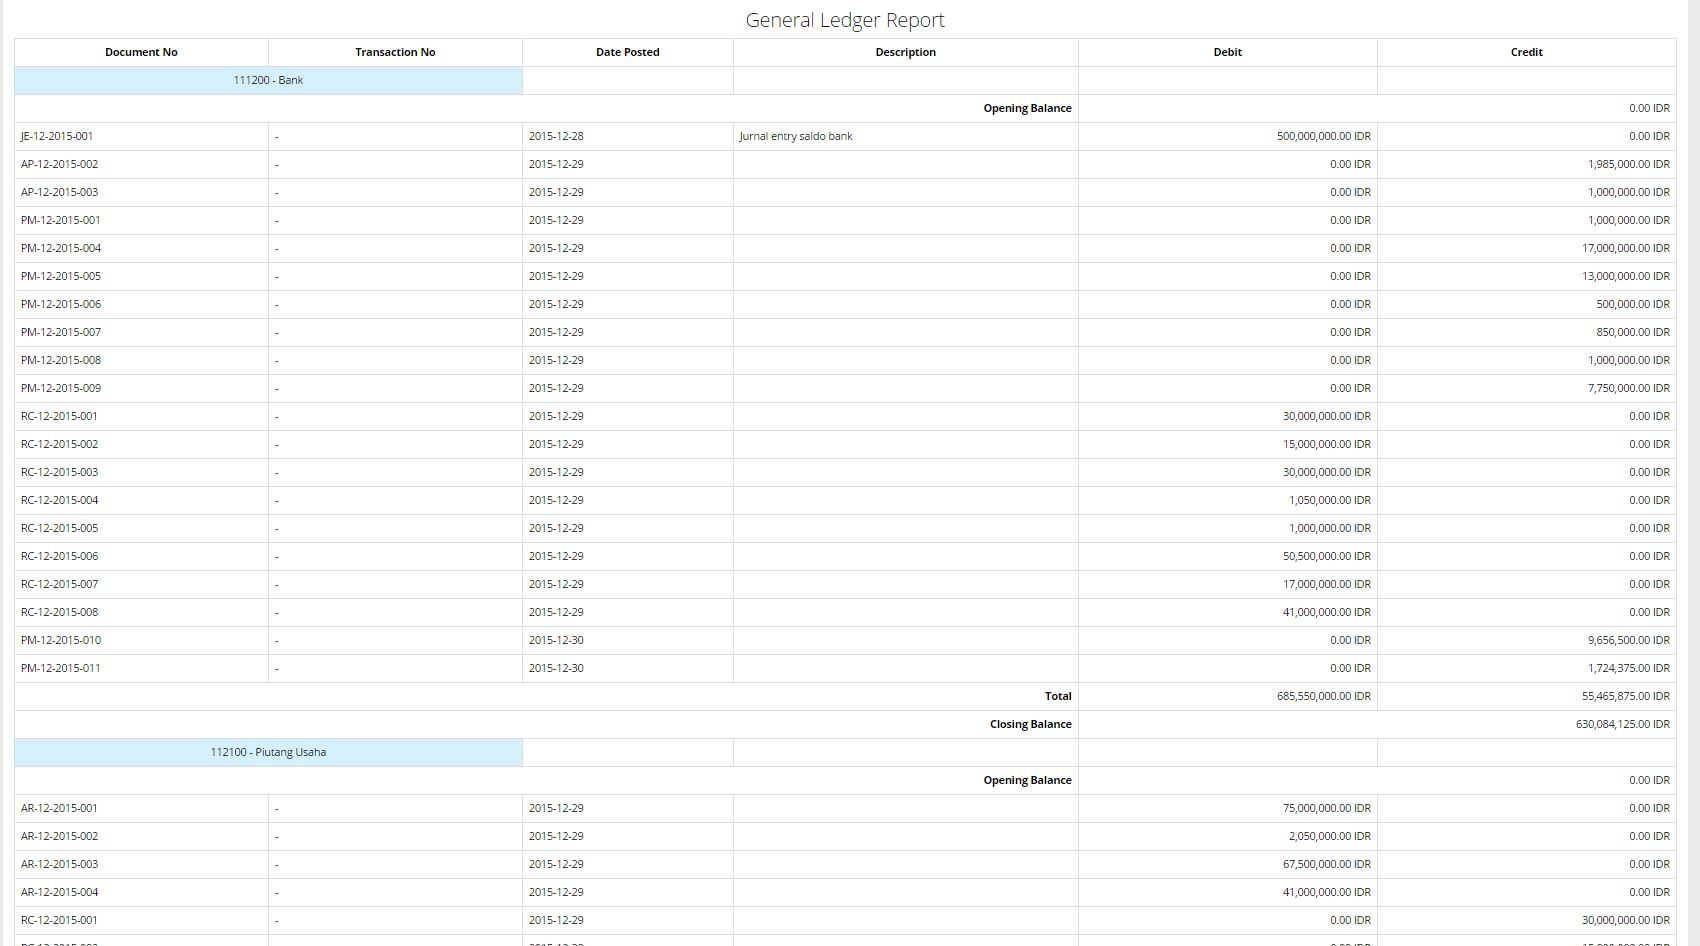 General Ledger Report
Document No Transaction No Date Posted Description Debit Credit
111200 - Bank
Opening Balance 0.00 IDR
JE-12-2015-001 - 2015-12-28 Jurnal entry saldo bank 500,000,000.00 IDR 0.00 IDR
AP-12-2015-002 - 2015-12-29 0.00 IDR 1,985,000.00 IDR
AP-12-2015-003 - 2015-12-29 0.00 IDR 1,000,000.00 IDR
PM-12-2015-001 - 2015-12-29 0.00 IDR 1,000,000.00 IDR
PM-12-2015-004 - 2015-12-29 0.00 IDR 17,000,000.00 IDR
PM-12-2015-005 - 2015-12-29 0.00 IDR 13,000,000.00 IDR
PM-12-2015-006 - 2015-12-29 0.00 IDR 500,000.00 IDR
PM-12-2015-007 - 2015-12-29 0.00 IDR 850,000.00 IDR
PM-12-2015-008 - 2015-12-29 0.00 IDR 1,000,000.00 IDR
PM-12-2015-009 - 2015-12-29 0.00 IDR 7,750,000.00 IDR
RC-12-2015-001 - 2015-12-29 30,000,000.00 IDR 0.00 IDR
RC-12-2015-002 - 2015-12-29 15,000,000.00 IDR 0.00 IDR
RC-12-2015-003 - 2015-12-29 30,000,000.00 IDR 0.00 IDR
RC-12-2015-004 - 2015-12-29 1,050,000.00 IDR 0.00 IDR
RC-12-2015-005 - 2015-12-29 1,000,000.00 IDR 0.00 IDR
RC-12-2015-006 - 2015-12-29 50,500,000.00 IDR 0.00 IDR
RC-12-2015-007 - 2015-12-29 17,000,000.00 IDR 0.00 IDR
RC-12-2015-008 - 2015-12-29 41,000,000.00 IDR 0.00 IDR
PM-12-2015-010 - 2015-12-30 0.00 IDR 9,656,500.00 IDR
PM-12-2015-011 - 2015-12-30 0.00 IDR 1,724,375.00 IDR
Total 685,550,000.00 IDR 55,465,875.00 IDR
Closing Balance 630,084,125.00 IDR
112100 - Piutang Usaha
Opening Balance 0.00 IDR
AR-12-2015-001 - 2015-12-29 75,000,000.00 IDR 0.00 IDR
AR-12-2015-002 - 2015-12-29 2,050,000.00 IDR 0.00 IDR
AR-12-2015-003 - 2015-12-29 67,500,000.00 IDR 0.00 IDR
AR-12-2015-004 - 2015-12-29 41,000,000.00 IDR 0.00 IDR
RC-12-2015-001 - 2015-12-29 0.00 IDR 30,000,000.00 IDR